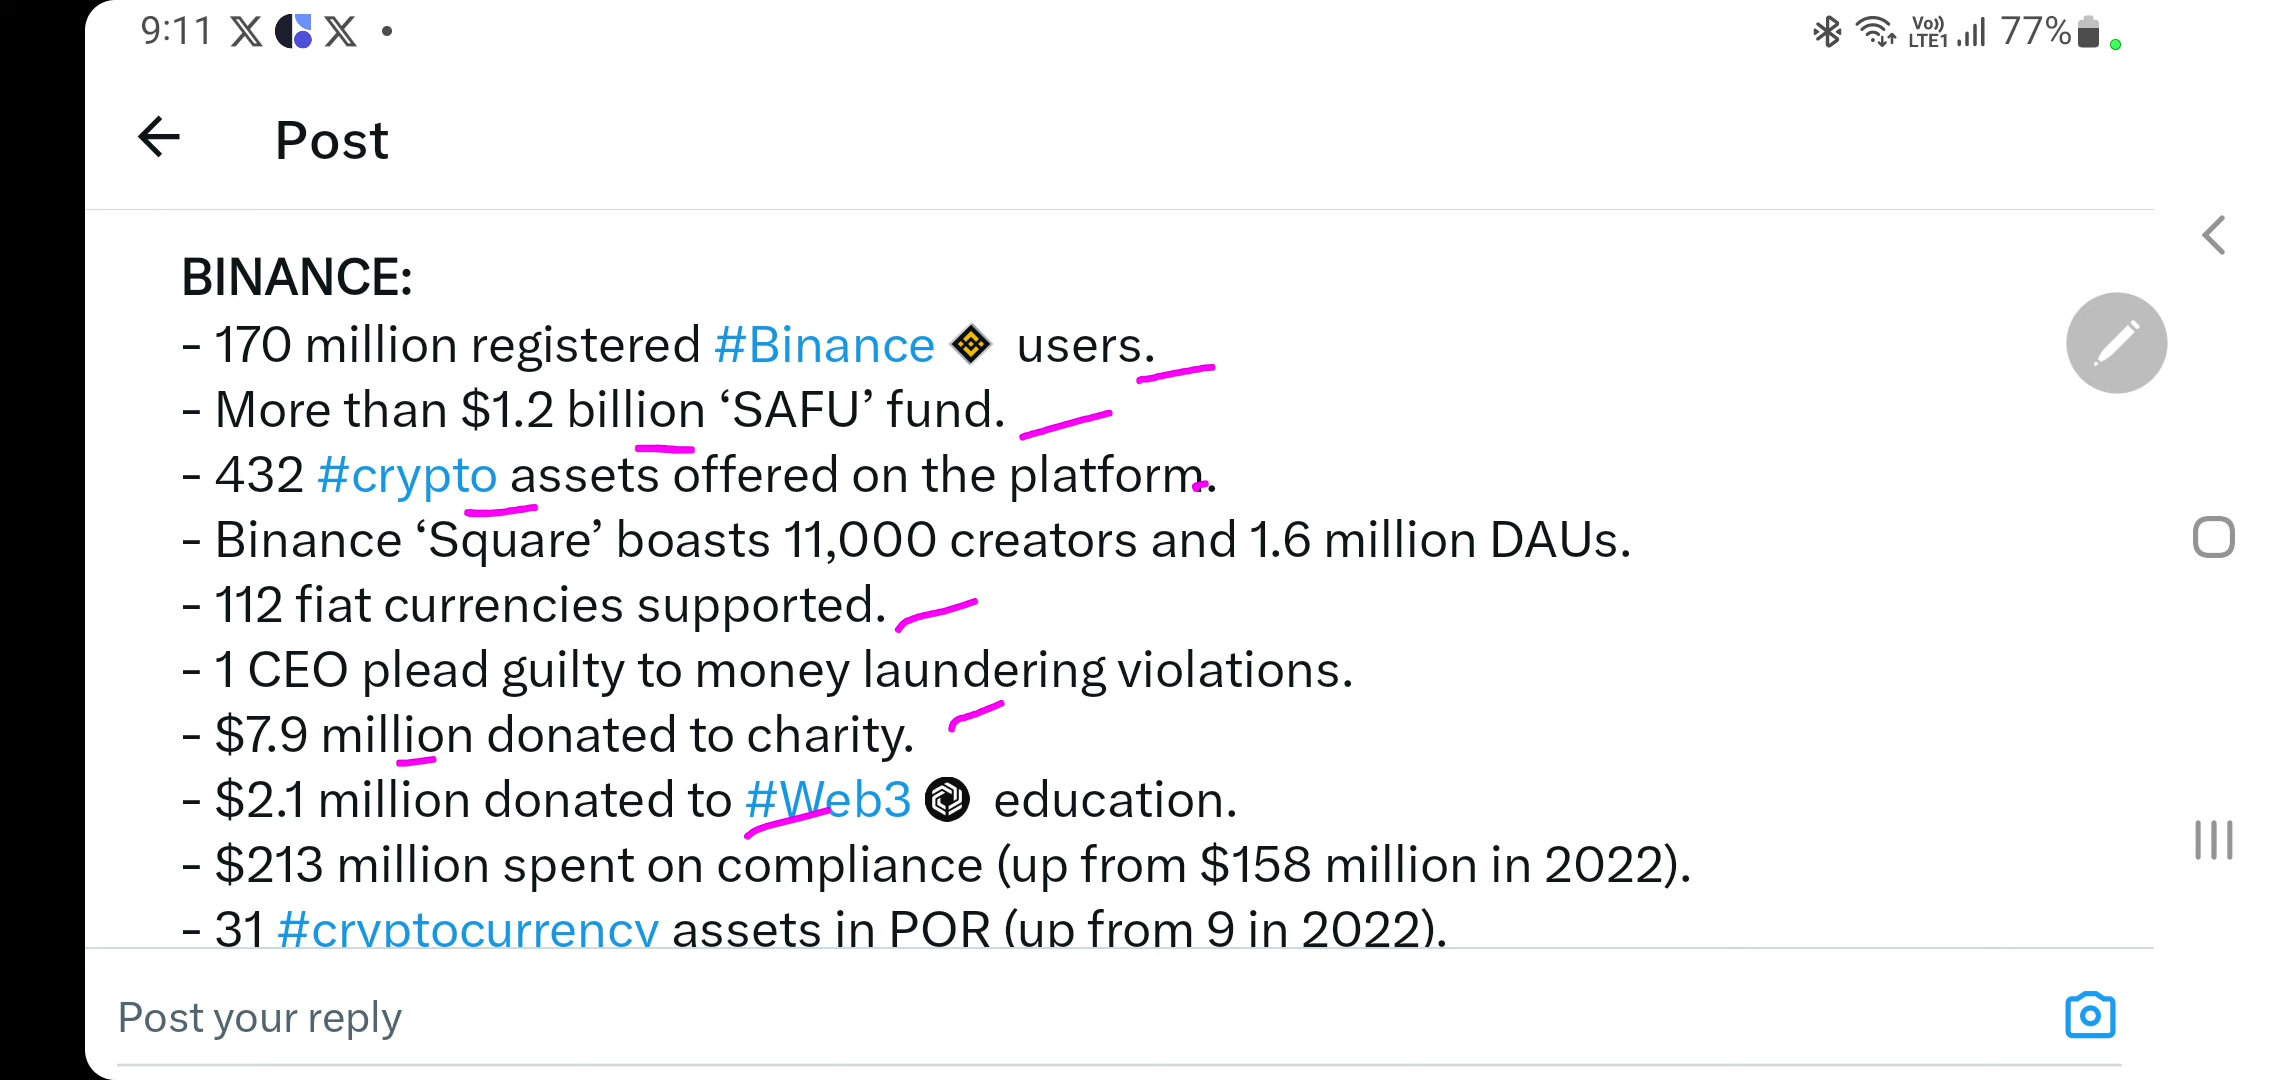 9:11
Vo))
LTE1
77%
Post
BINANCE:
- 170 million registered #Binance users.
- More than $1.2 billion ‘SAFU’ fund.
- 432 #crypto assets offered on the platform.
- Binance ‘Square’ boasts 11,000 creators and 1.6 million DAUs.
- 112 fiat currencies supported.
- 1 CEO plead guilty to money laundering violations.
- $7.9 million donated to charity.
- $2.1 million donated to #Web3 education.
- $213 million spent on compliance (up from $158 million in 2022).
- 31 #cryptocurrency assets in POR (up from 9 in 2022).
Post your reply